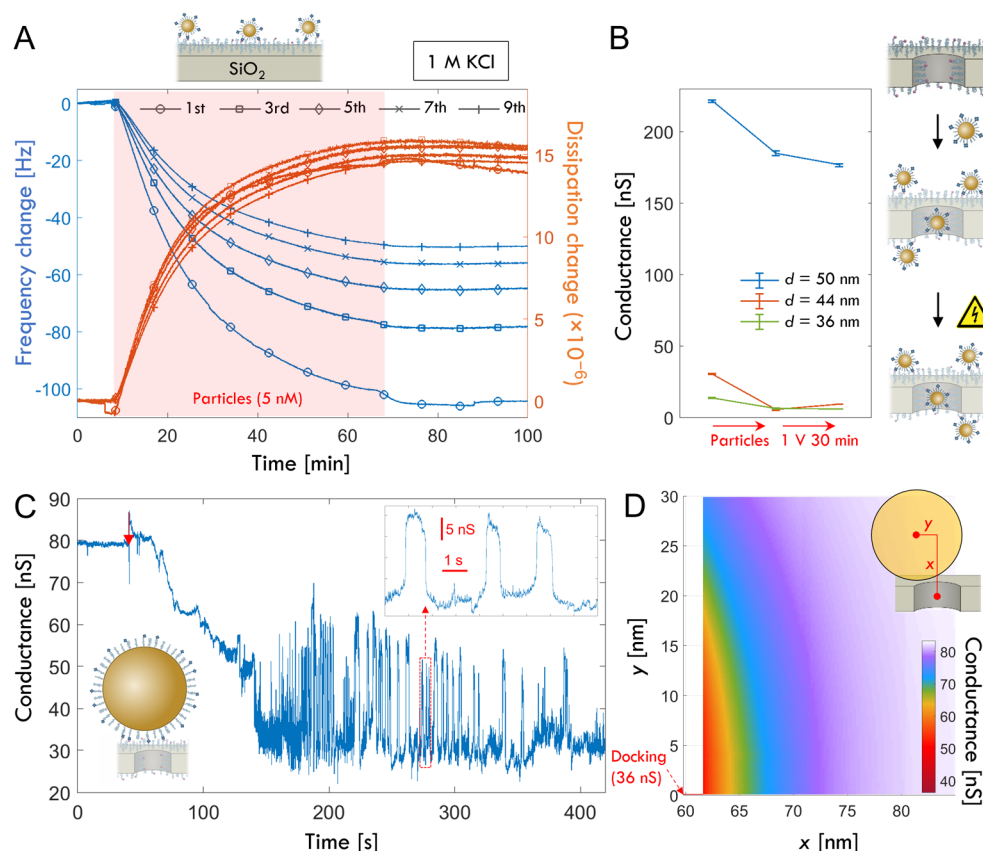 A
SiO2
1 M KCl
1st 3rd 5th 7th 9th
0
-20
-40
-60
-80
-100
Frequency change [Hz]
15
10
5
0
Dissipation change (×10−6)
Particles (5 nM)
0 20 40 60 80 100
Time [min]
B
200
150
100
50
0
Conductance [nS]
d = 50 nm
d = 44 nm
d = 36 nm
Particles 1 V 30 min
C
90
80
70
60
50
40
30
20
Conductance [nS]
5 nS
1 s
0 100 200 300 400
Time [s]
D
30
25
20
15
10
5
0
y [nm]
y
x
80
70
60
50
40
Conductance [nS]
Docking
(36 nS)
60 65 70 75 80
x [nm]